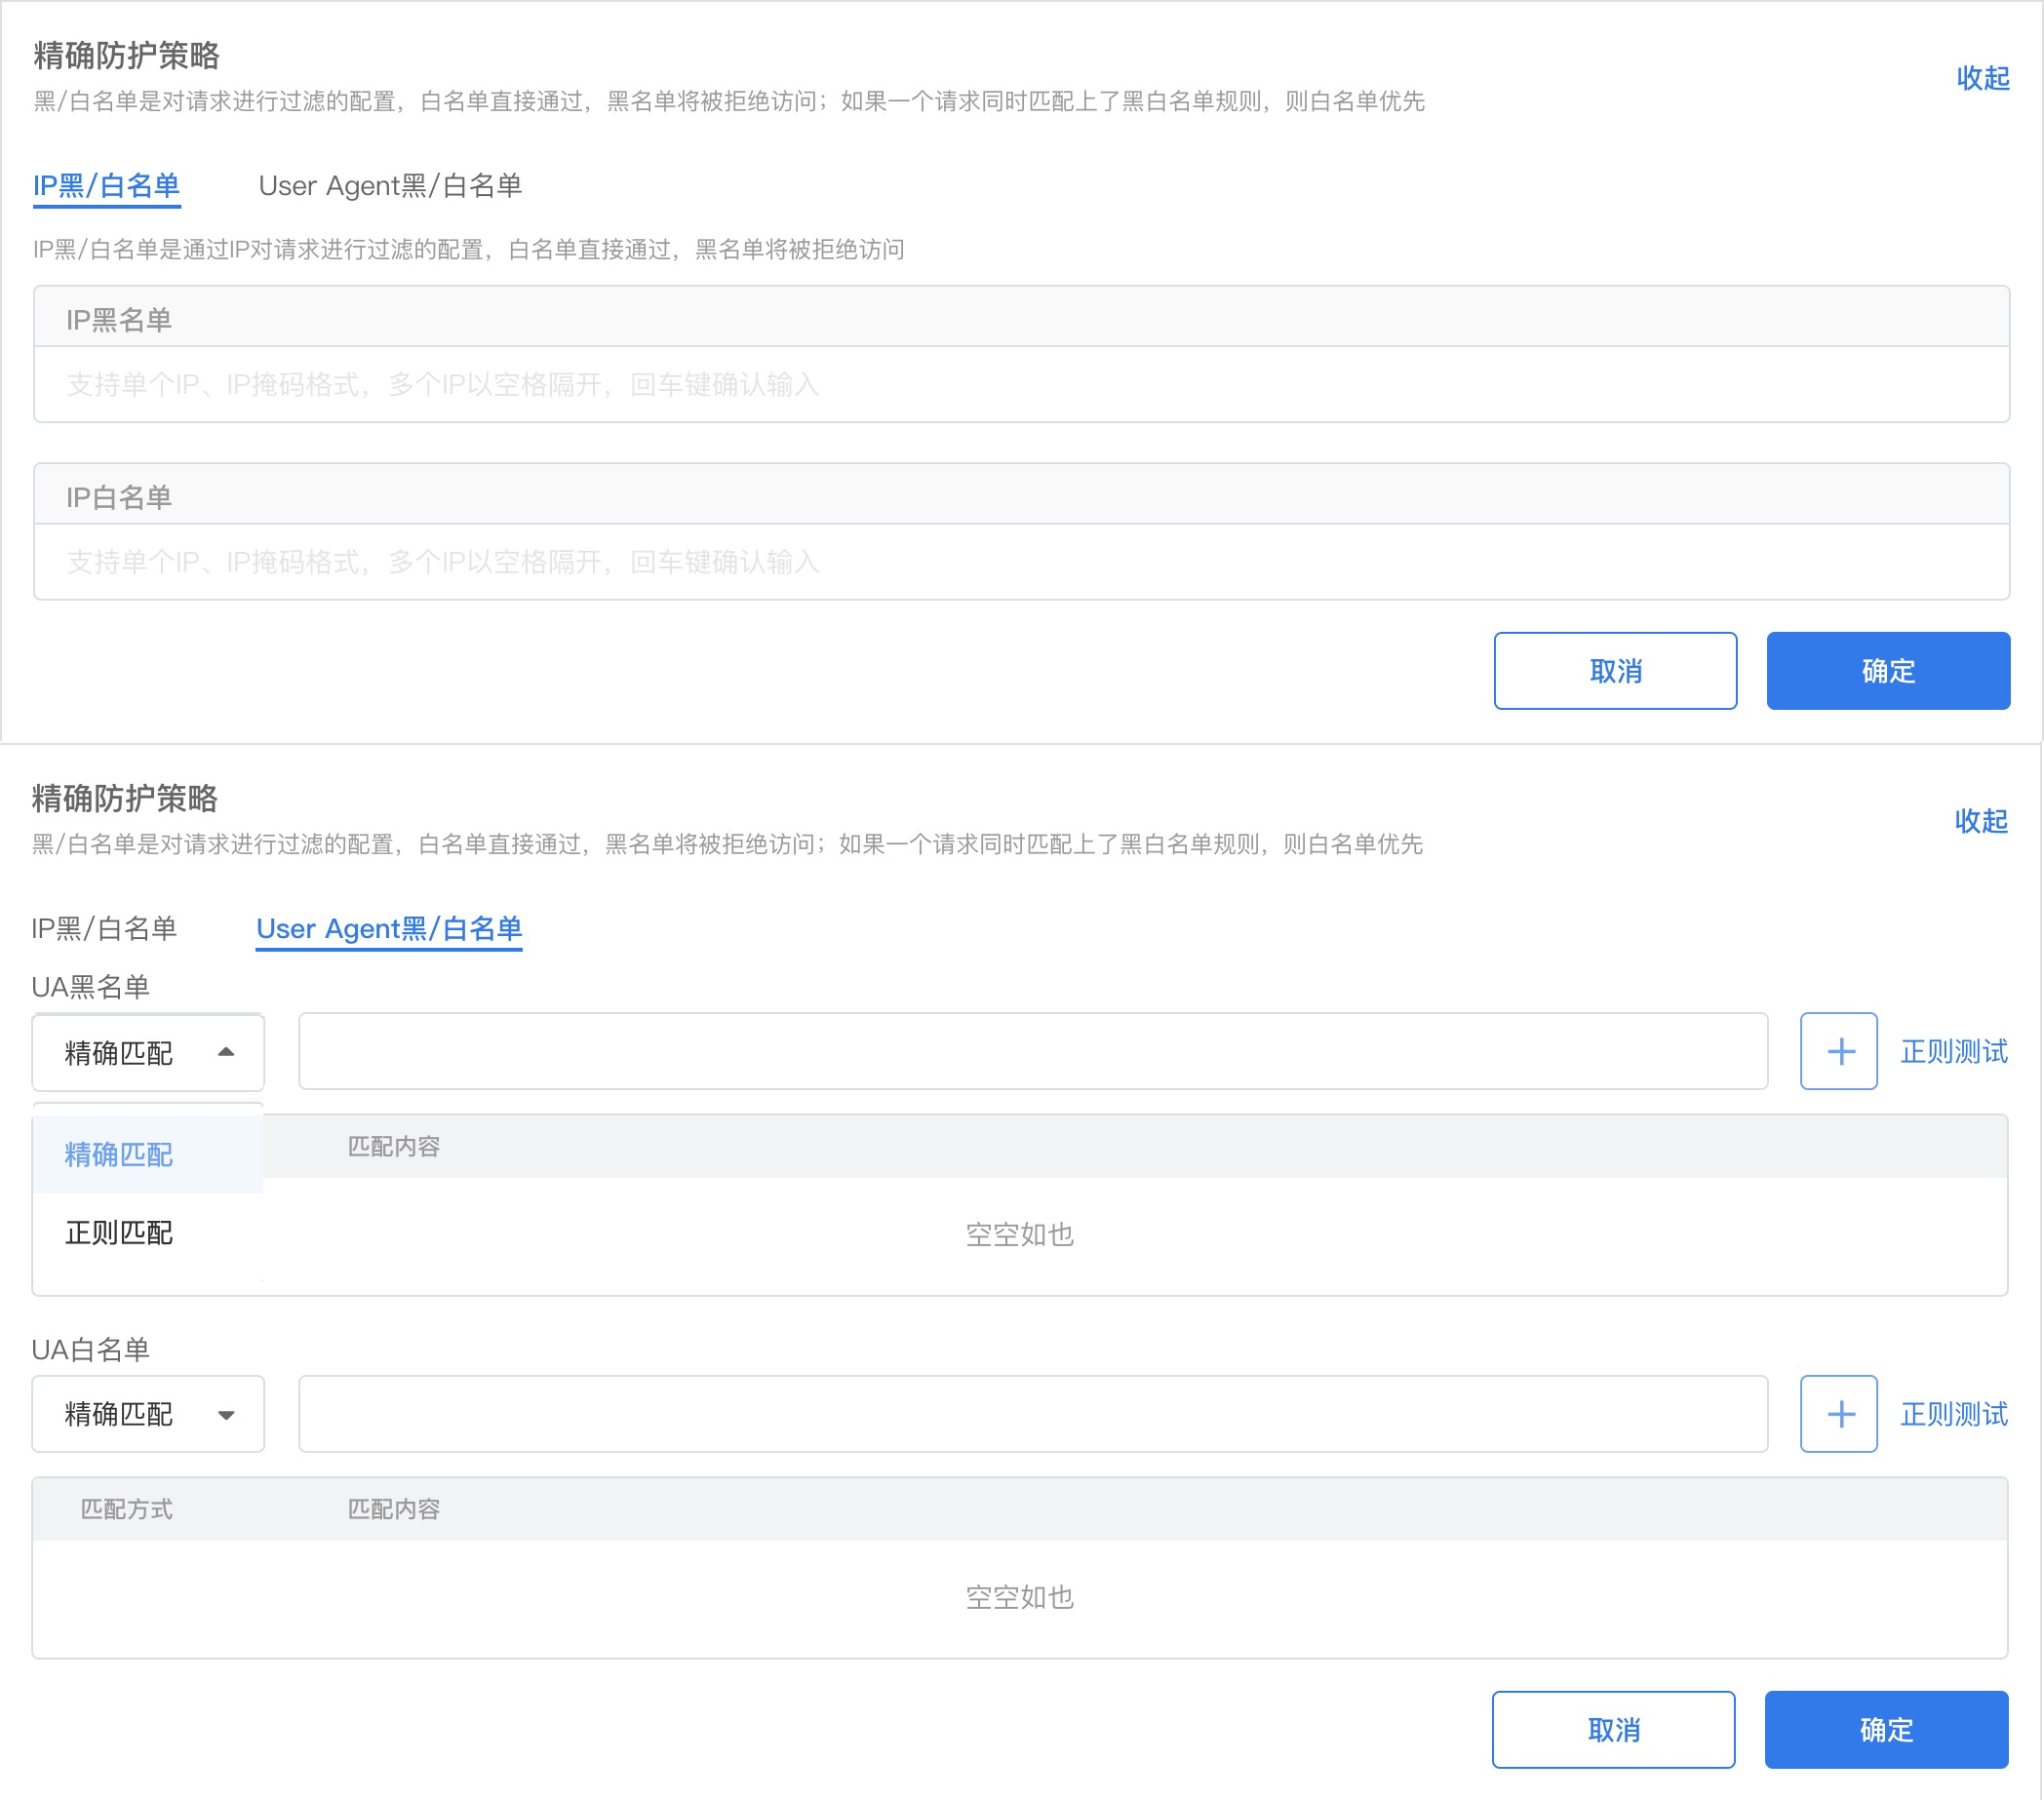 精确防护策略
收起
黑/白名单是对请求进行过滤的配置，白名单直接通过，黑名单将被拒绝访问；如果一个请求同时匹配上了黑白名单规则，则白名单优先
IP黑/白名单 User Agent黑/白名单
IP黑/白名单是通过IP对请求进行过滤的配置，白名单直接通过，黑名单将被拒绝访问
IP黑名单
支持单个IP、IP掩码格式，多个IP以空格隔开，回车键确认输入
IP白名单
支持单个IP、IP掩码格式，多个IP以空格隔开，回车键确认输入
取消 确定
精确防护策略
收起
黑/白名单是对请求进行过滤的配置，白名单直接通过，黑名单将被拒绝访问；如果一个请求同时匹配上了黑白名单规则，则白名单优先
IP黑/白名单 User Agent黑/白名单
UA黑名单
精确匹配 正则测试
精确匹配 匹配内容
正则匹配 空空如也
UA白名单
精确匹配 正则测试
匹配方式 匹配内容
空空如也
取消 确定